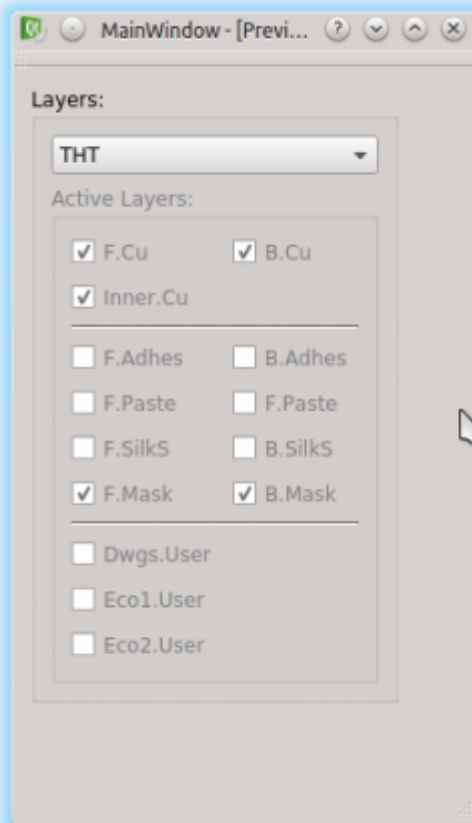 MainWindow - [Previ...
Layers:
THT
Active Layers:
F.Cu B.Cu
Inner.Cu
F.Adhes B.Adhes
F.Paste F.Paste
F.SilkS B.SilkS
F.Mask B.Mask
Dwgs.User
Eco1.User
Eco2.User